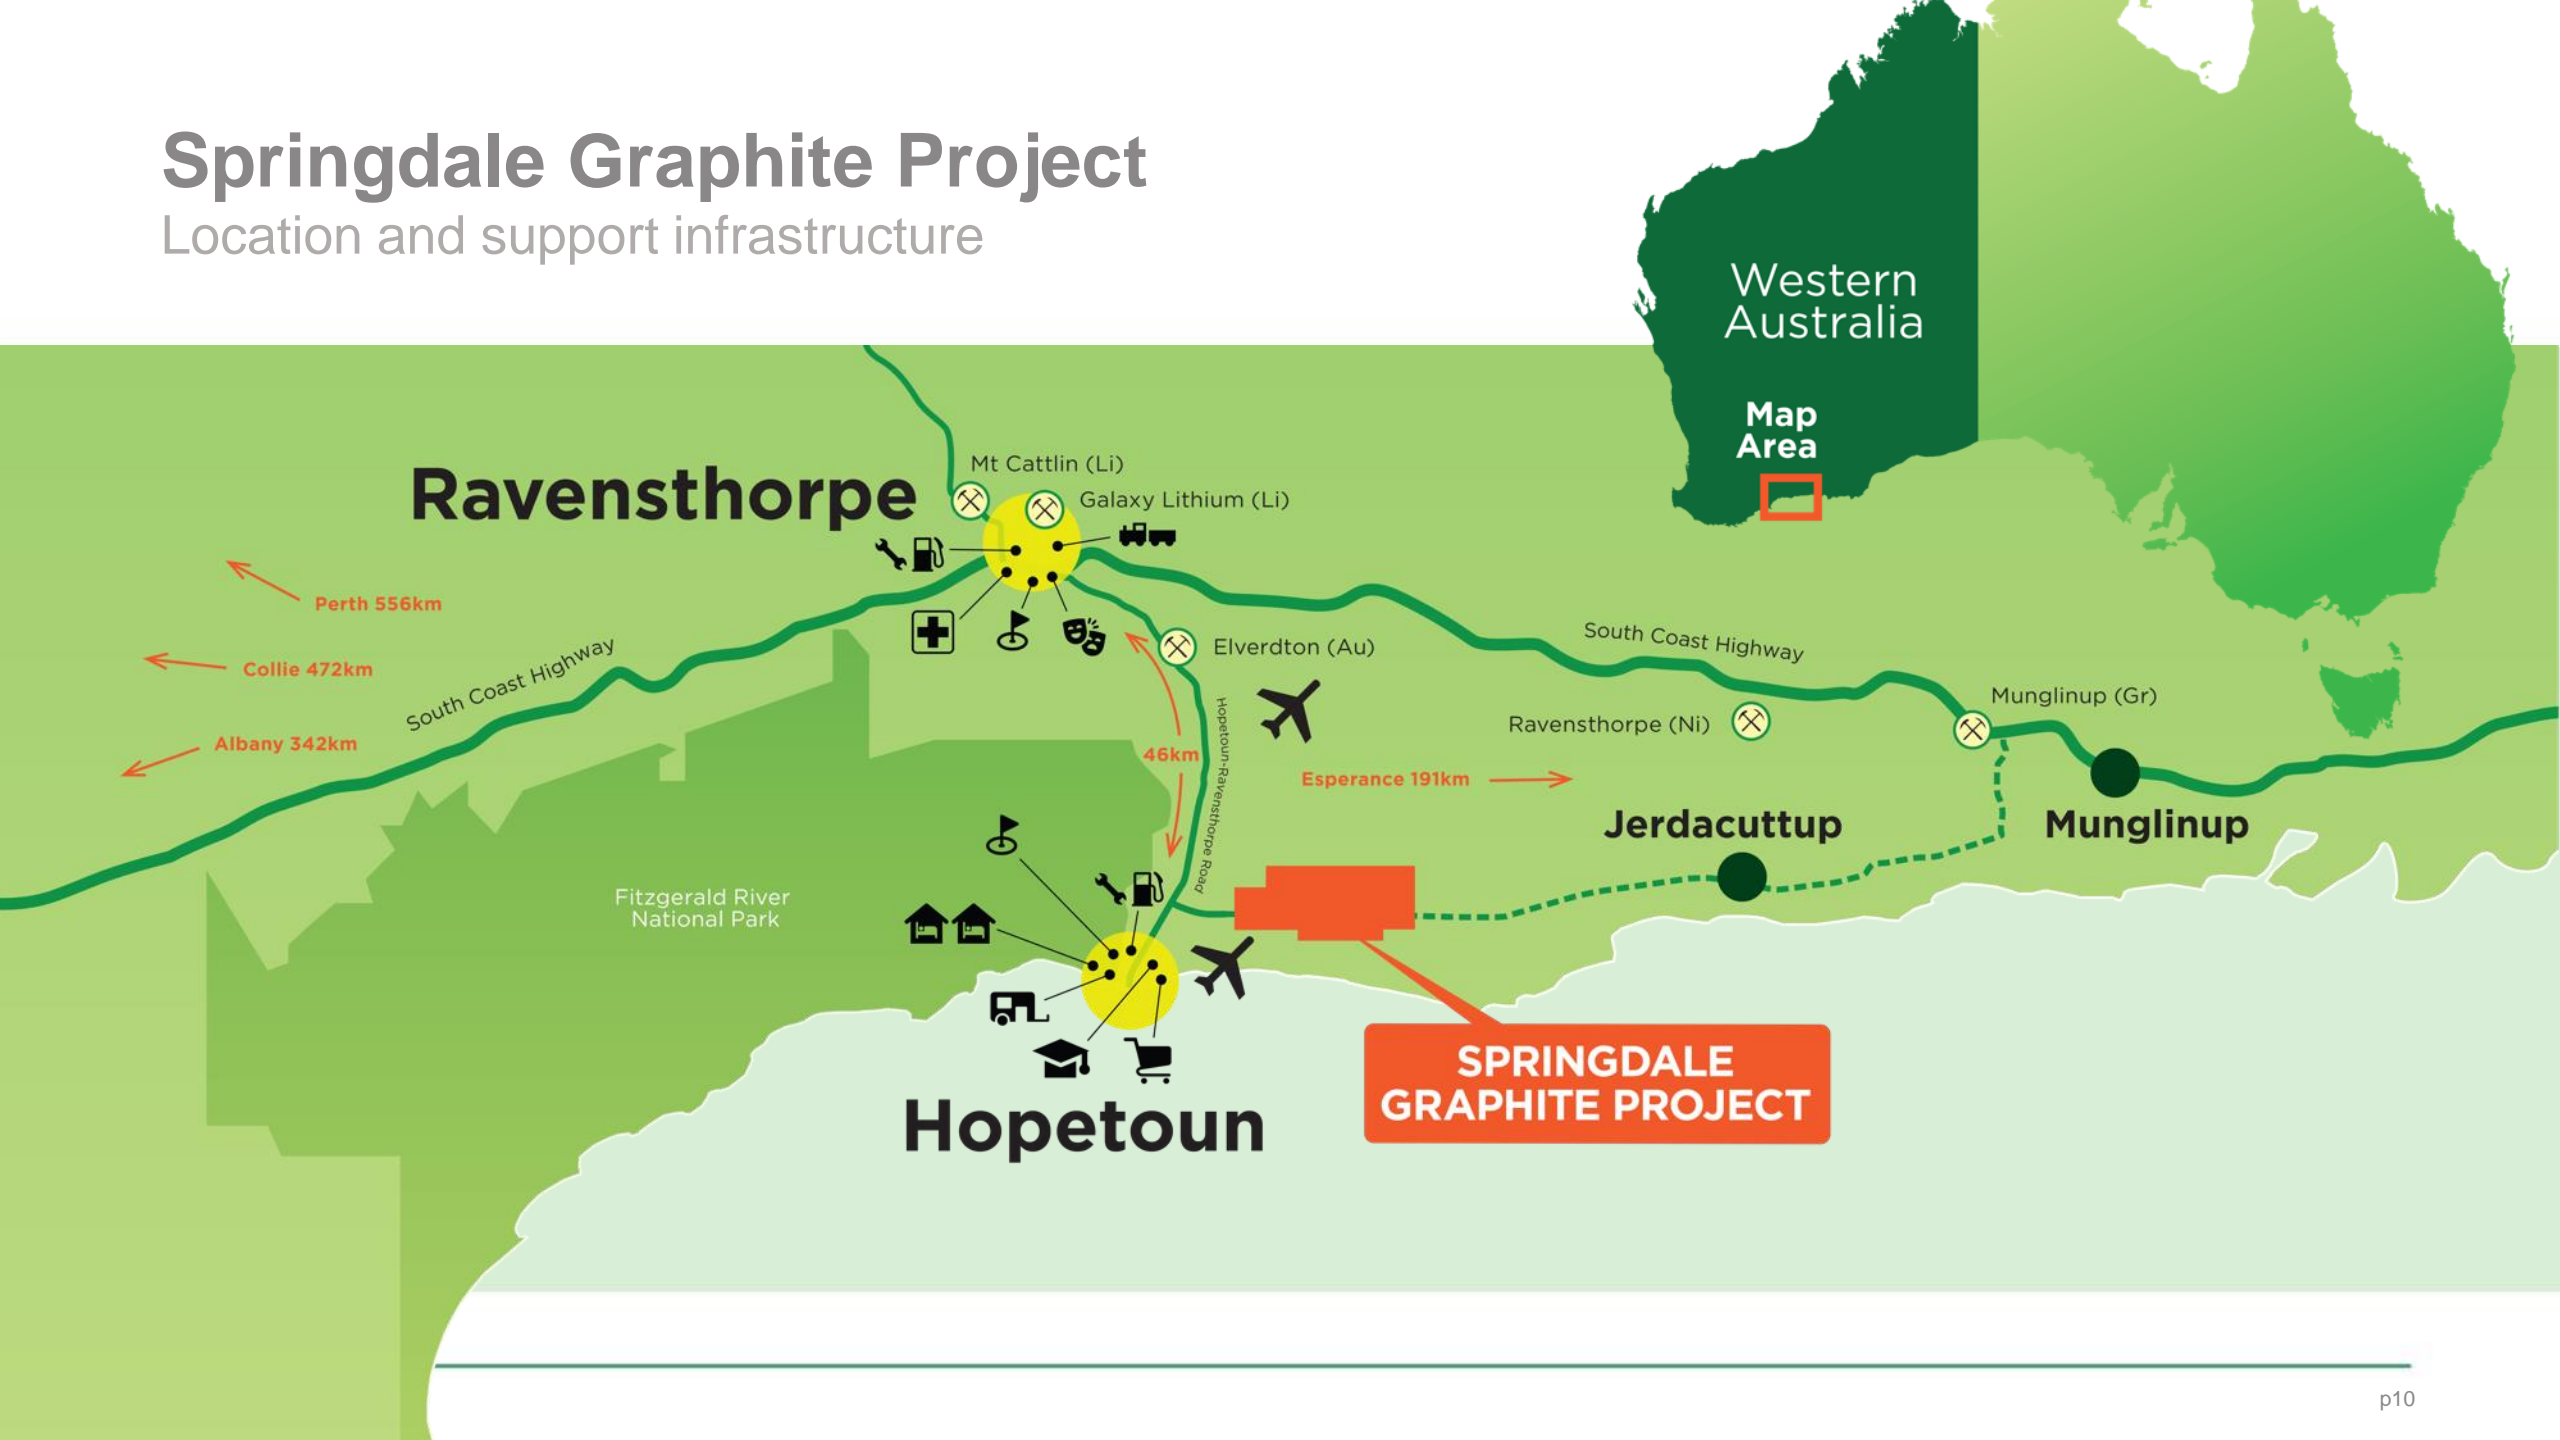 Springdale Graphite Project
Location and support infrastructure
Western
Australia
Map
Area
Ravensthorpe
Mt Cattlin (Li)
Galaxy Lithium (Li)
Perth 556km
Collie 472km
Albany 342km
South Coast Highway
Elverdton (Au)
South Coast Highway
Hopetoun-Ravensthorpe Road
46km
Ravensthorpe (Ni)
Munglinup (Gr)
Esperance 191km
Jerdacuttup
Munglinup
Fitzgerald River
National Park
SPRINGDALE
GRAPHITE PROJECT
Hopetoun
p10